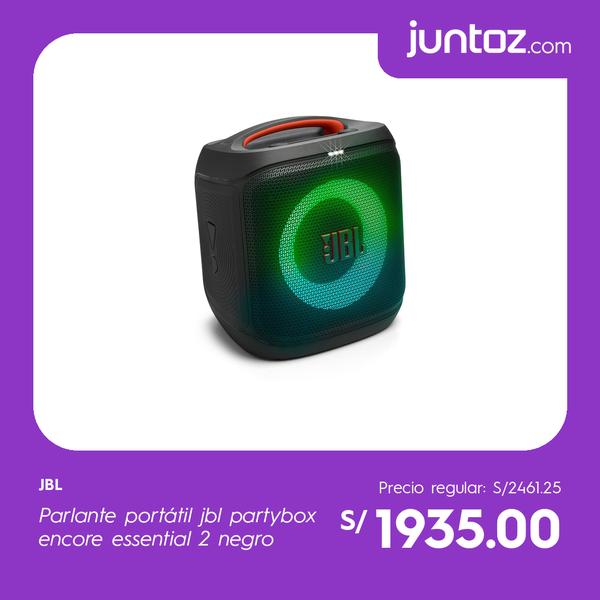 juntoz.com
JBL
JBL
Parlante portátil jbl partybox
encore essential 2 negro
Precio regular: S/2461.25
S/1935.00